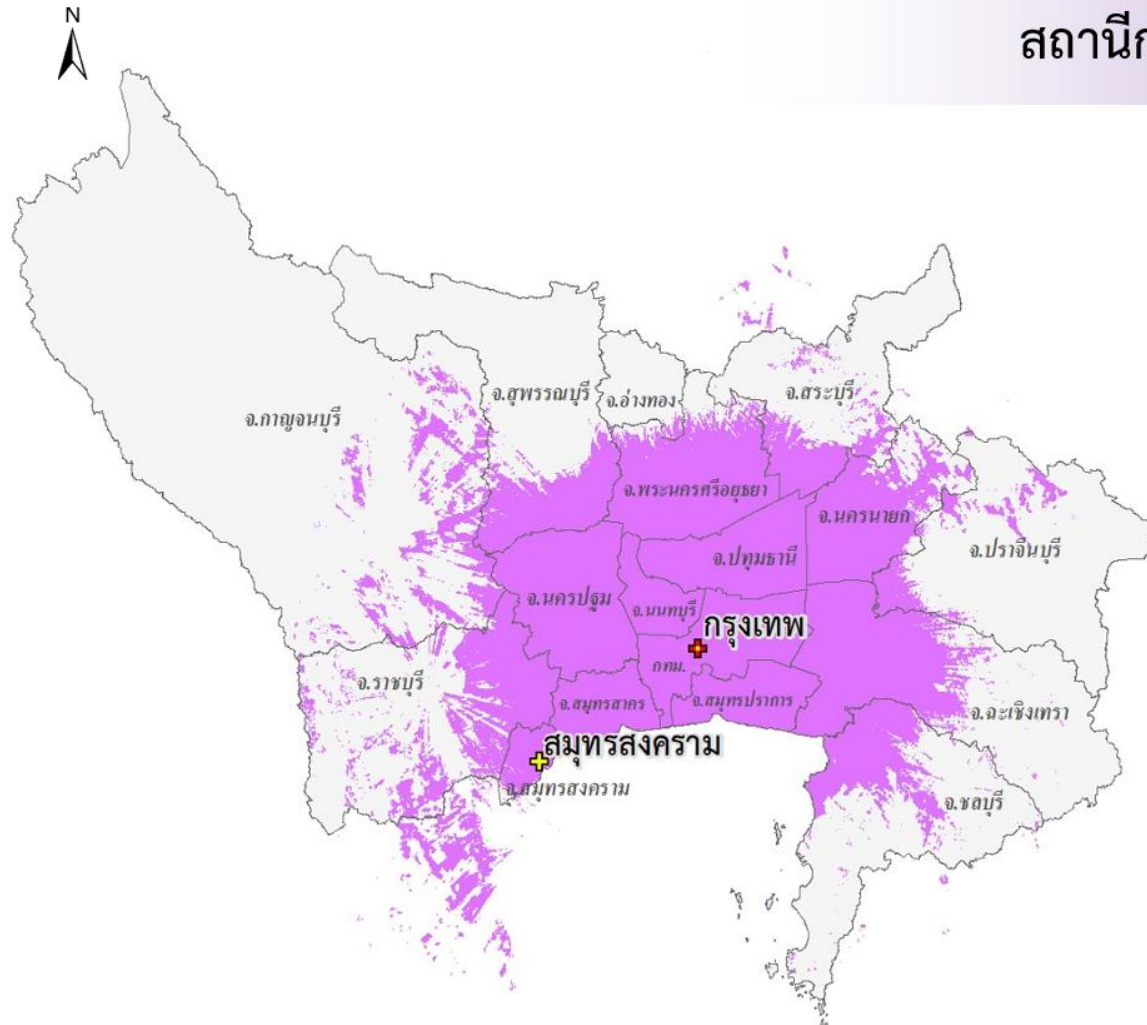 N
สถานีก
จ.สุพรรณบุรี
จ.อ่างทอง
จ.สระบุรี
จ.กาญจนบุรี
จ.พระนครศรีอยุธยา
จ.นครนายก
จ.ปราจีนบุรี
จ.ปทุมธานี
จ.นครปฐม
จ.นนทบุรี
กรุงเทพ
กทม.
จ.ราชบุรี
จ.สมุทรสาคร
จ.สมุทรปราการ
จ.ฉะเชิงเทรา
สมุทรสงคราม
จ.สมุทรสงคราม
จ.ชลบุรี